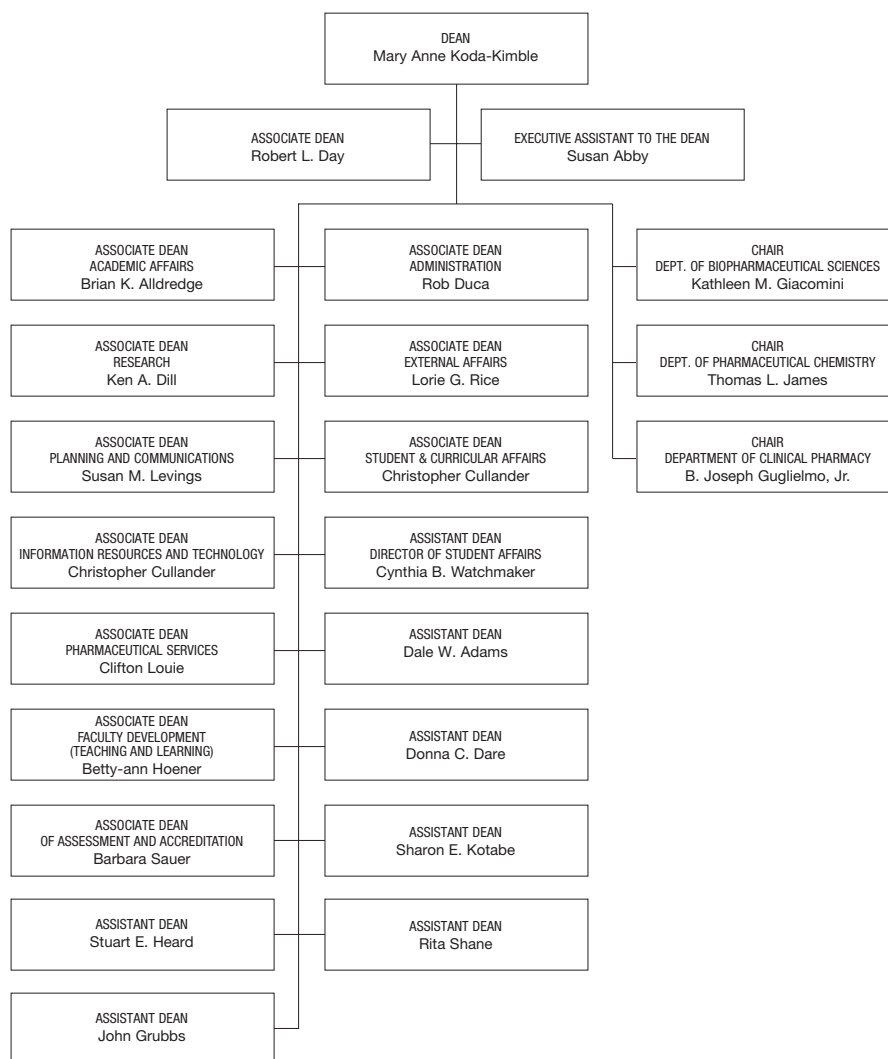 DEAN
Mary Anne Koda-Kimble
ASSOCIATE DEAN
Robert L. Day
EXECUTIVE ASSISTANT TO THE DEAN
Susan Abby
ASSOCIATE DEAN
ACADEMIC AFFAIRS
Brian K. Alldredge
ASSOCIATE DEAN
ADMINISTRATION
Rob Duca
CHAIR
DEPT. OF BIOPHARMACEUTICAL SCIENCES
Kathleen M. Giacomini
ASSOCIATE DEAN
RESEARCH
Ken A. Dill
ASSOCIATE DEAN
EXTERNAL AFFAIRS
Lorie G. Rice
CHAIR
DEPT. OF PHARMACEUTICAL CHEMISTRY
Thomas L. James
ASSOCIATE DEAN
PLANNING AND COMMUNICATIONS
Susan M. Levings
ASSOCIATE DEAN
STUDENT & CURRICULAR AFFAIRS
Christopher Cullander
CHAIR
DEPARTMENT OF CLINICAL PHARMACY
B. Joseph Guglielmo, Jr.
ASSOCIATE DEAN
INFORMATION RESOURCES AND TECHNOLOGY
Christopher Cullander
ASSISTANT DEAN
DIRECTOR OF STUDENT AFFAIRS
Cynthia B. Watchmaker
ASSOCIATE DEAN
PHARMACEUTICAL SERVICES
Clifton Louie
ASSISTANT DEAN
Dale W. Adams
ASSOCIATE DEAN
FACULTY DEVELOPMENT
(TEACHING AND LEARNING)
Betty-ann Hoener
ASSISTANT DEAN
Donna C. Dare
ASSOCIATE DEAN
OF ASSESSMENT AND ACCREDITATION
Barbara Sauer
ASSISTANT DEAN
Sharon E. Kotabe
ASSISTANT DEAN
Stuart E. Heard
ASSISTANT DEAN
Rita Shane
ASSISTANT DEAN
John Grubbs